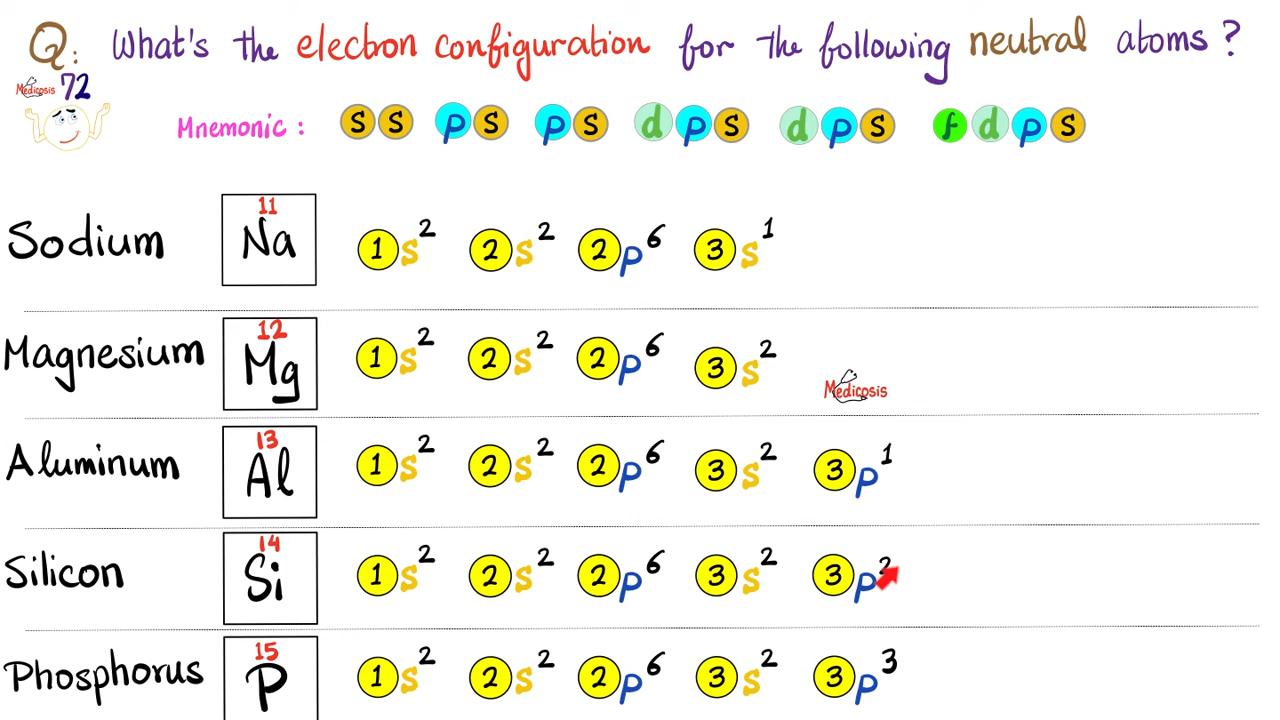 Q: What's the electron configuration for the following neutral atoms?
Medicosis 72
Mnemonic: s s p s p s d p s d p s f d p s
Sodium 11 Na 1s² 2s² 2p⁶ 3s¹
Magnesium 12 Mg 1s² 2s² 2p⁶ 3s²
Medicosis
Aluminum 13 Al 1s² 2s² 2p⁶ 3s² 3p¹
Silicon 14 Si 1s² 2s² 2p⁶ 3s² 3p²
Phosphorus 15 P 1s² 2s² 2p⁶ 3s² 3p³